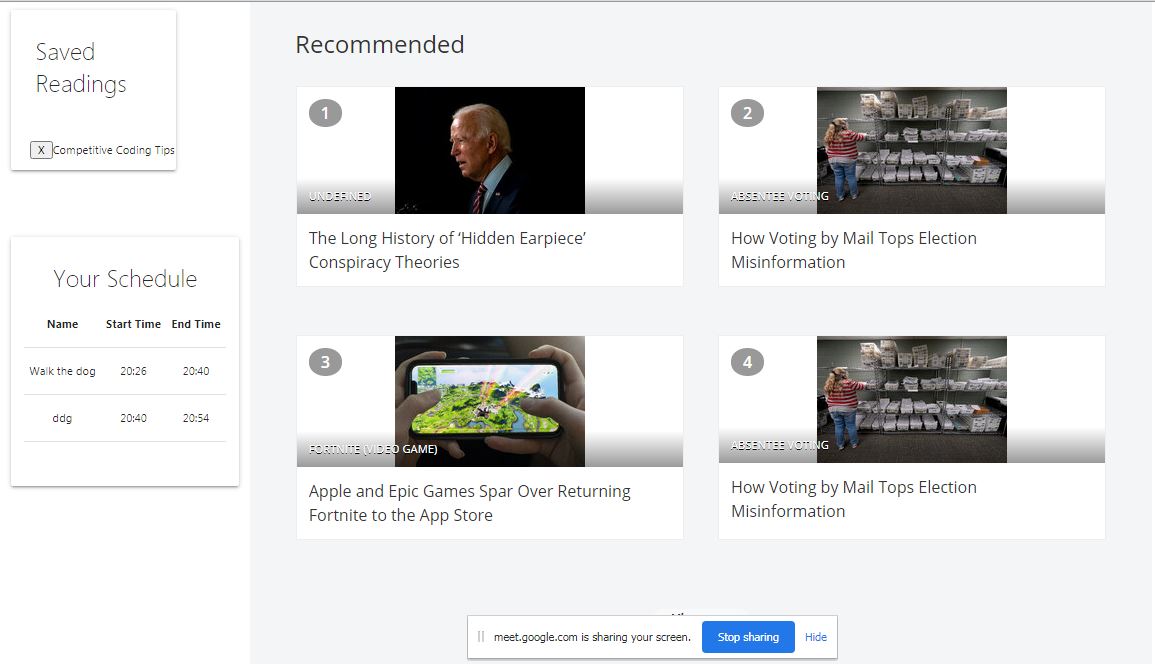 Saved
Readings
X Competitive Coding Tips
Your Schedule
Name Start Time End Time
Walk the dog 20:26 20:40
ddg 20:40 20:54
Recommended
1
UNDEFINED
The Long History of ‘Hidden Earpiece’
Conspiracy Theories
2
ABSENTEE VOTING
How Voting by Mail Tops Election
Misinformation
3
FORTNITE (VIDEO GAME)
Apple and Epic Games Spar Over Returning
Fortnite to the App Store
4
ABSENTEE VOTING
How Voting by Mail Tops Election
Misinformation
meet.google.com is sharing your screen. Stop sharing Hide